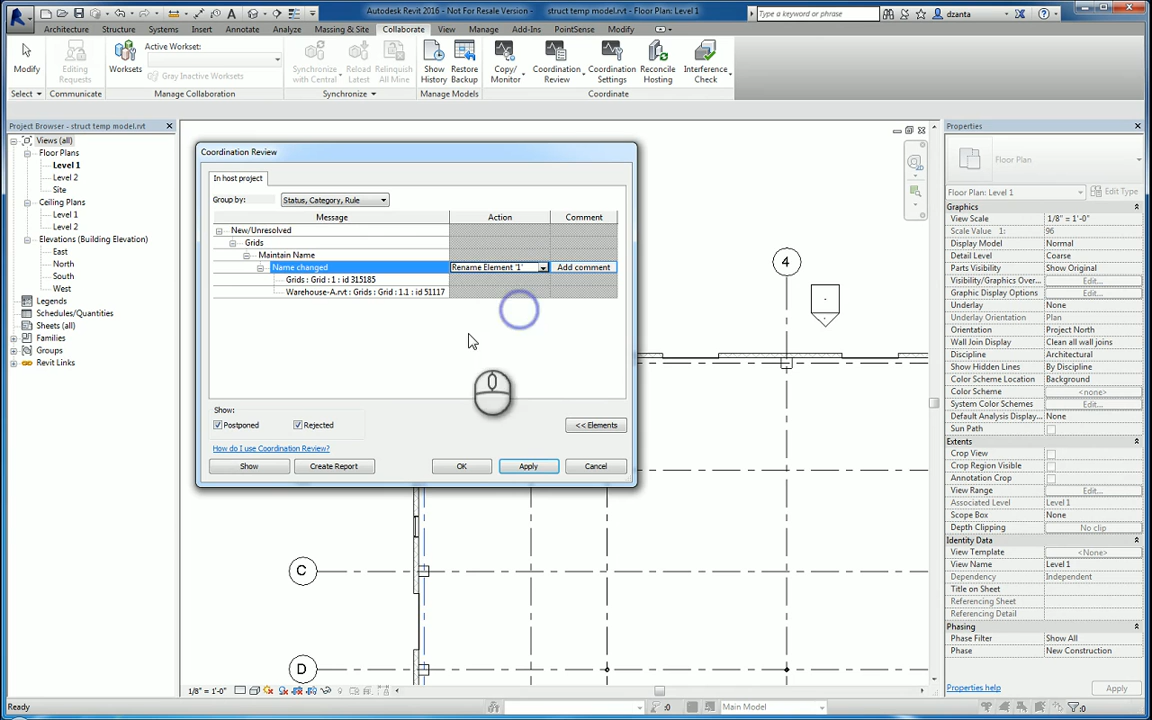 Autodesk Revit 2016 - Not For Resale Version - struct temp model.rvt - Floor Plan: Level 1
Type a keyword or phrase
dzanta
Architecture Structure Systems Insert Annotate Analyze Massing & Site Collaborate View Manage Add-Ins PointSense Modify
Modify
Select
Editing Requests
Communicate
Worksets
Active Workset:
Gray Inactive Worksets
Manage Collaboration
Synchronize with Central
Reload Latest
Relinquish All Mine
Synchronize
Show History
Restore Backup
Manage Models
Copy/ Monitor
Coordination Review
Coordination Settings
Reconcile Hosting
Interference Check
Coordinate
Project Browser - struct temp model.rvt
Views (all)
Floor Plans
Level 1
Level 2
Site
Ceiling Plans
Level 1
Level 2
Elevations (Building Elevation)
East
North
South
West
Legends
Schedules/Quantities
Sheets (all)
Families
Groups
Revit Links
Coordination Review
In host project
Group by: Status, Category, Rule
Message Action Comment
New/Unresolved
Grids
Maintain Name
Name changed Rename Element '1' Add comment
Grids : Grid : 1 : id 315185
Warehouse-A.rvt : Grids : Grid : 1.1 : id 51117
Show:
Postponed Rejected
<< Elements
How do I use Coordination Review?
Show Create Report OK Apply Cancel
4
C
D
Properties
Floor Plan
Floor Plan: Level 1 Edit Type
Graphics
View Scale 1/8" = 1'-0"
Scale Value 1: 96
Display Model Normal
Detail Level Coarse
Parts Visibility Show Original
Visibility/Graphics Over... Edit...
Graphic Display Options Edit...
Underlay None
Underlay Orientation Plan
Orientation Project North
Wall Join Display Clean all wall joins
Discipline Architectural
Show Hidden Lines By Discipline
Color Scheme Location Background
Color Scheme <none>
System Color Schemes Edit...
Default Analysis Display... None
Sun Path
Extents
Crop View
Crop Region Visible
Annotation Crop
View Range Edit...
Associated Level Level 1
Scope Box None
Depth Clipping No clip
Identity Data
View Template <None>
View Name Level 1
Dependency Independent
Title on Sheet
Referencing Sheet
Referencing Detail
Phasing
Phase Filter Show All
Phase New Construction
Properties help Apply
1/8" = 1'-0"
Ready
:0
Main Model
:0